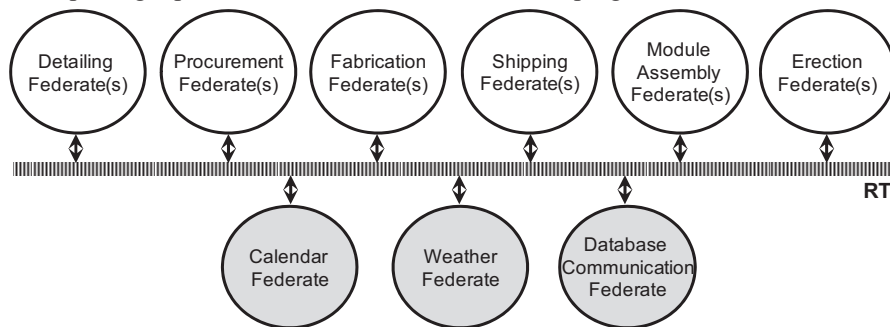 Detailing
Federate(s)
Procurement
Federate(s)
Fabrication
Federate(s)
Shipping
Federate(s)
Module
Assembly
Federate(s)
Erection
Federate(s)
RT
Calendar
Federate
Weather
Federate
Database
Communication
Federate